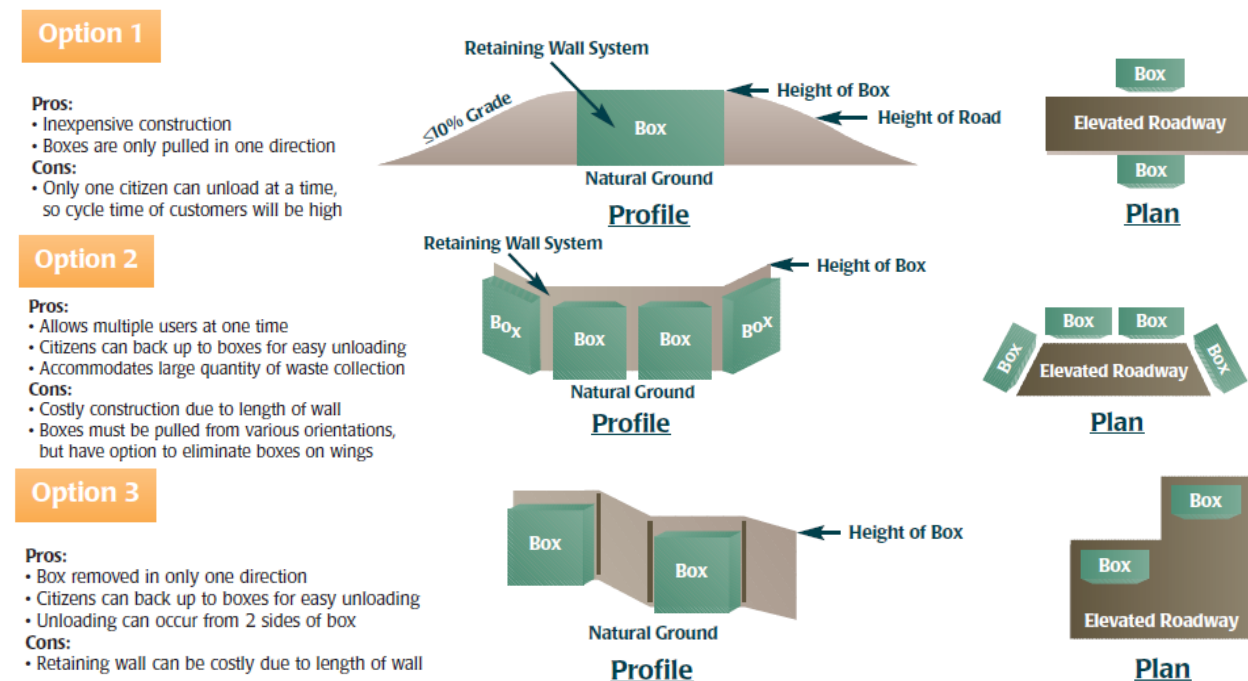 Option 1
Pros:
• Inexpensive construction
• Boxes are only pulled in one direction
Cons:
• Only one citizen can unload at a time,
so cycle time of customers will be high
Retaining Wall System
≤10% Grade
Box
Height of Box
Height of Road
Natural Ground
Profile
Box
Elevated Roadway
Box
Plan
Option 2
Pros:
• Allows multiple users at one time
• Citizens can back up to boxes for easy unloading
• Accommodates large quantity of waste collection
Cons:
• Costly construction due to length of wall
• Boxes must be pulled from various orientations,
but have option to eliminate boxes on wings
Retaining Wall System
Height of Box
Box
Box
Box
Box
Natural Ground
Profile
Box
Box
Box
Box
Elevated Roadway
Plan
Option 3
Pros:
• Box removed in only one direction
• Citizens can back up to boxes for easy unloading
• Unloading can occur from 2 sides of box
Cons:
• Retaining wall can be costly due to length of wall
Box
Box
Height of Box
Natural Ground
Profile
Box
Box
Elevated Roadway
Plan